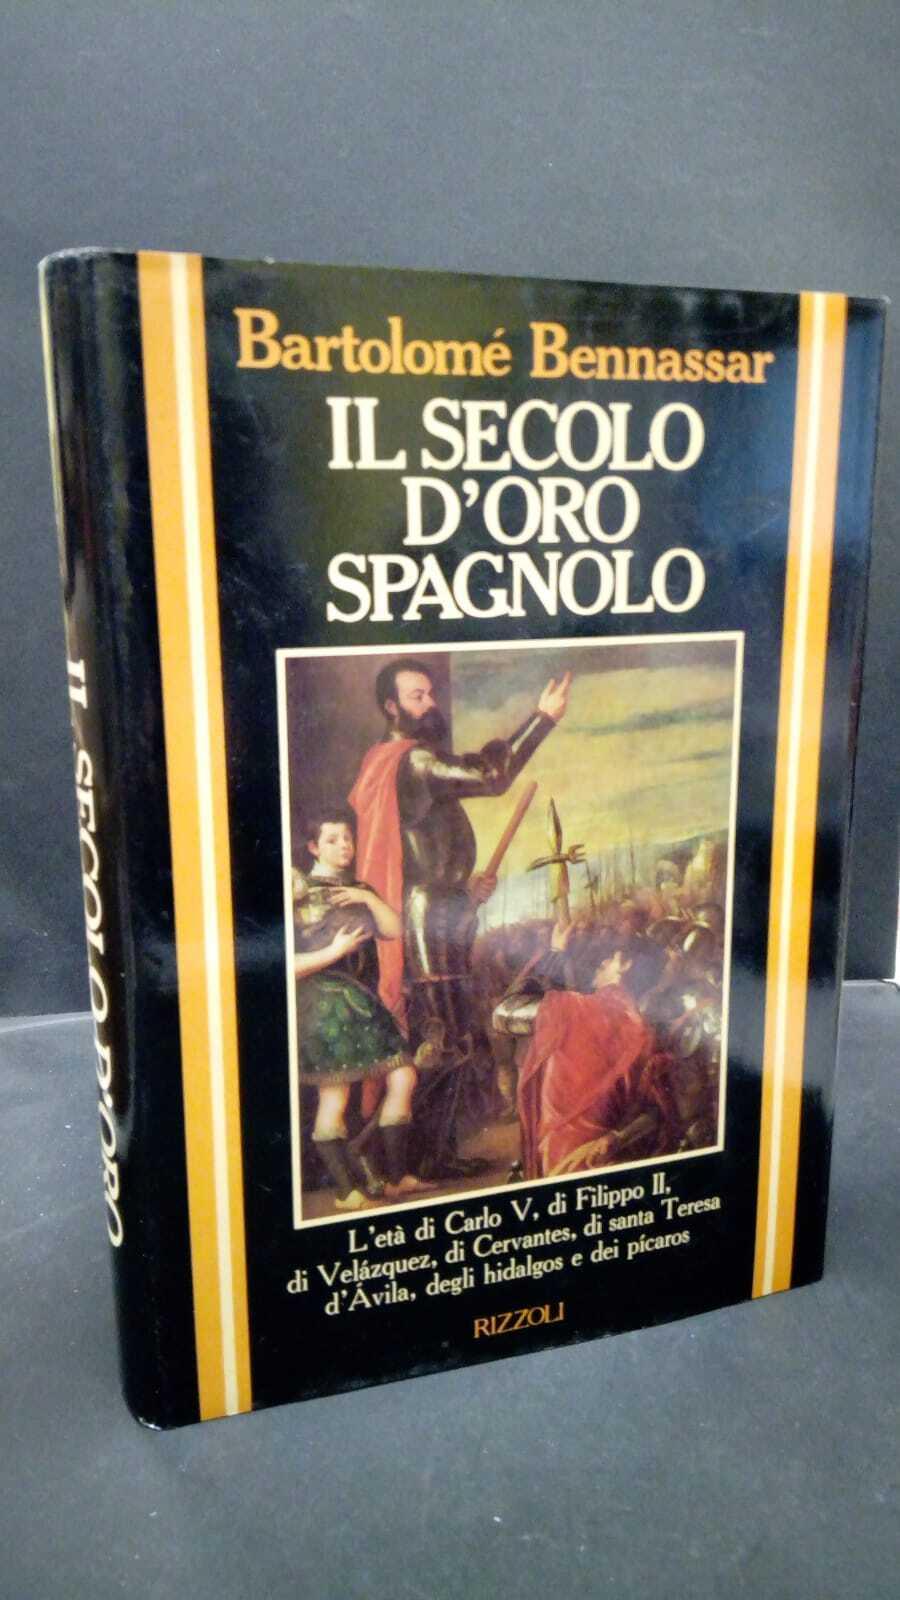 Bartolomé Bennassar
IL SECOLO
D'ORO
SPAGNOLO
L'età di Carlo V, di Filippo II,
di Velázquez, di Cervantes, di santa Teresa
d'Ávila, degli hidalgos e dei pícaros
RIZZOLI
IL SECOLO D'ORO